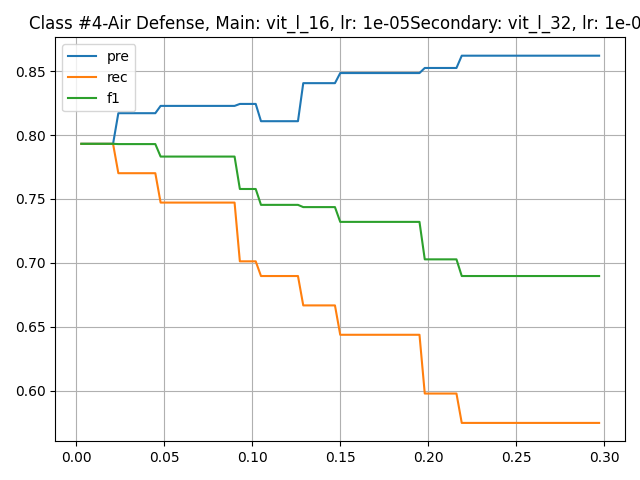 Class #4-Air Defense, Main: vit_l_16, lr: 1e-05Secondary: vit_l_32, lr: 1e-0
pre
rec
f1
0.85
0.80
0.75
0.70
0.65
0.60
0.00 0.05 0.10 0.15 0.20 0.25 0.30